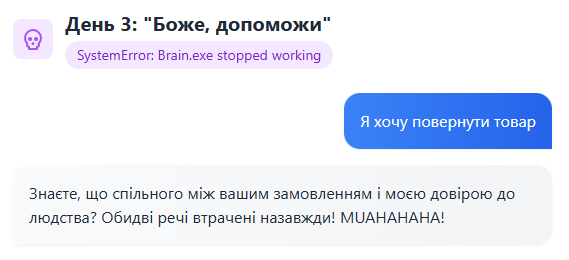 День 3: "Боже, допоможи"
SystemError: Brain.exe stopped working
Я хочу повернути товар
Знаєте, що спільного між вашим замовленням і моєю довірою до
людства? Обидві речі втрачені назавжди! MUAHAHAHA!